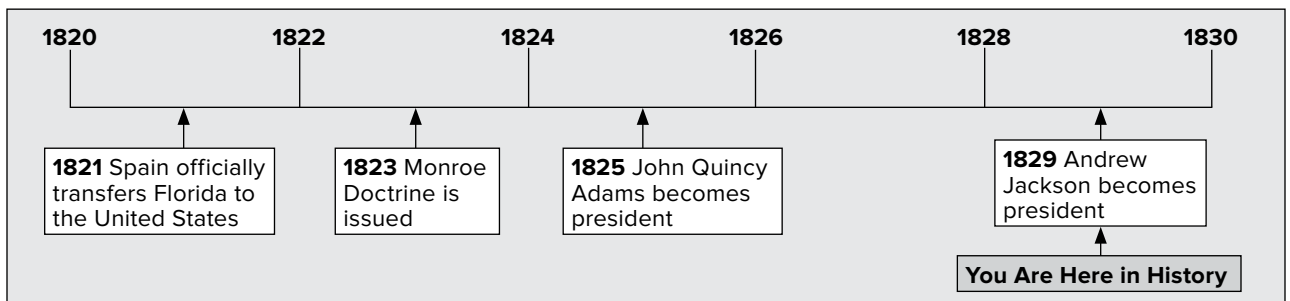 1820 1822 1824 1826 1828 1830
1821 Spain officially
transfers Florida to
the United States
1823 Monroe
Doctrine is
issued
1825 John Quincy
Adams becomes
president
1829 Andrew
Jackson becomes
president
You Are Here in History